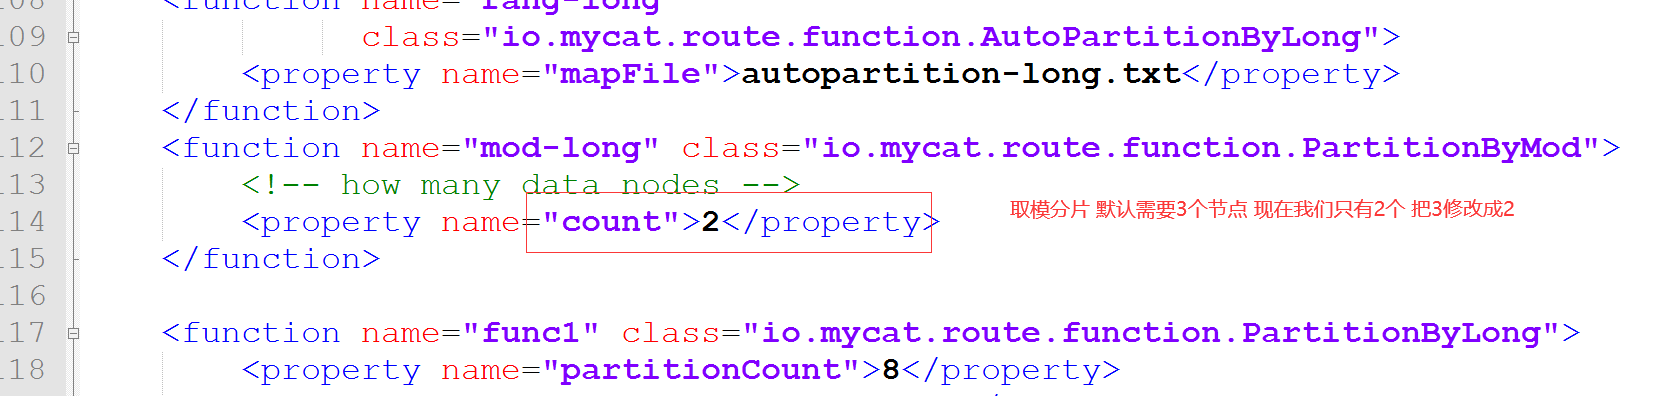 108 <function name="rang-long"
109 class="io.mycat.route.function.AutoPartitionByLong">
110 <property name="mapFile">autopartition-long.txt</property>
111 </function>
112 <function name="mod-long" class="io.mycat.route.function.PartitionByMod">
113 <!-- how many data nodes -->
114 <property name="count">2</property>
取模分片 默认需要3个节点 现在我们只有2个 把3修改成2
115 </function>
116
117 <function name="func1" class="io.mycat.route.function.PartitionByLong">
118 <property name="partitionCount">8</property>